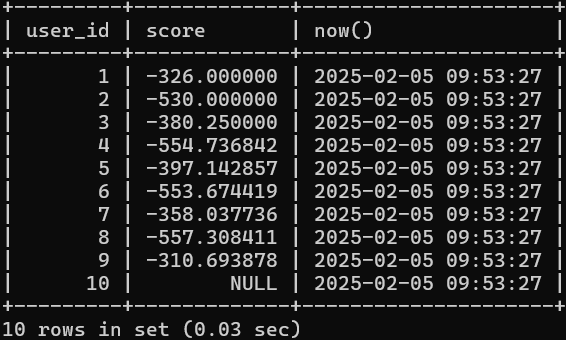 +---------+-------------+---------------------+
| user_id | score       | now()               |
+---------+-------------+---------------------+
|       1 | -326.000000 | 2025-02-05 09:53:27 |
|       2 | -530.000000 | 2025-02-05 09:53:27 |
|       3 | -380.250000 | 2025-02-05 09:53:27 |
|       4 | -554.736842 | 2025-02-05 09:53:27 |
|       5 | -397.142857 | 2025-02-05 09:53:27 |
|       6 | -553.674419 | 2025-02-05 09:53:27 |
|       7 | -358.037736 | 2025-02-05 09:53:27 |
|       8 | -557.308411 | 2025-02-05 09:53:27 |
|       9 | -310.693878 | 2025-02-05 09:53:27 |
|      10 |        NULL | 2025-02-05 09:53:27 |
+---------+-------------+---------------------+
10 rows in set (0.03 sec)